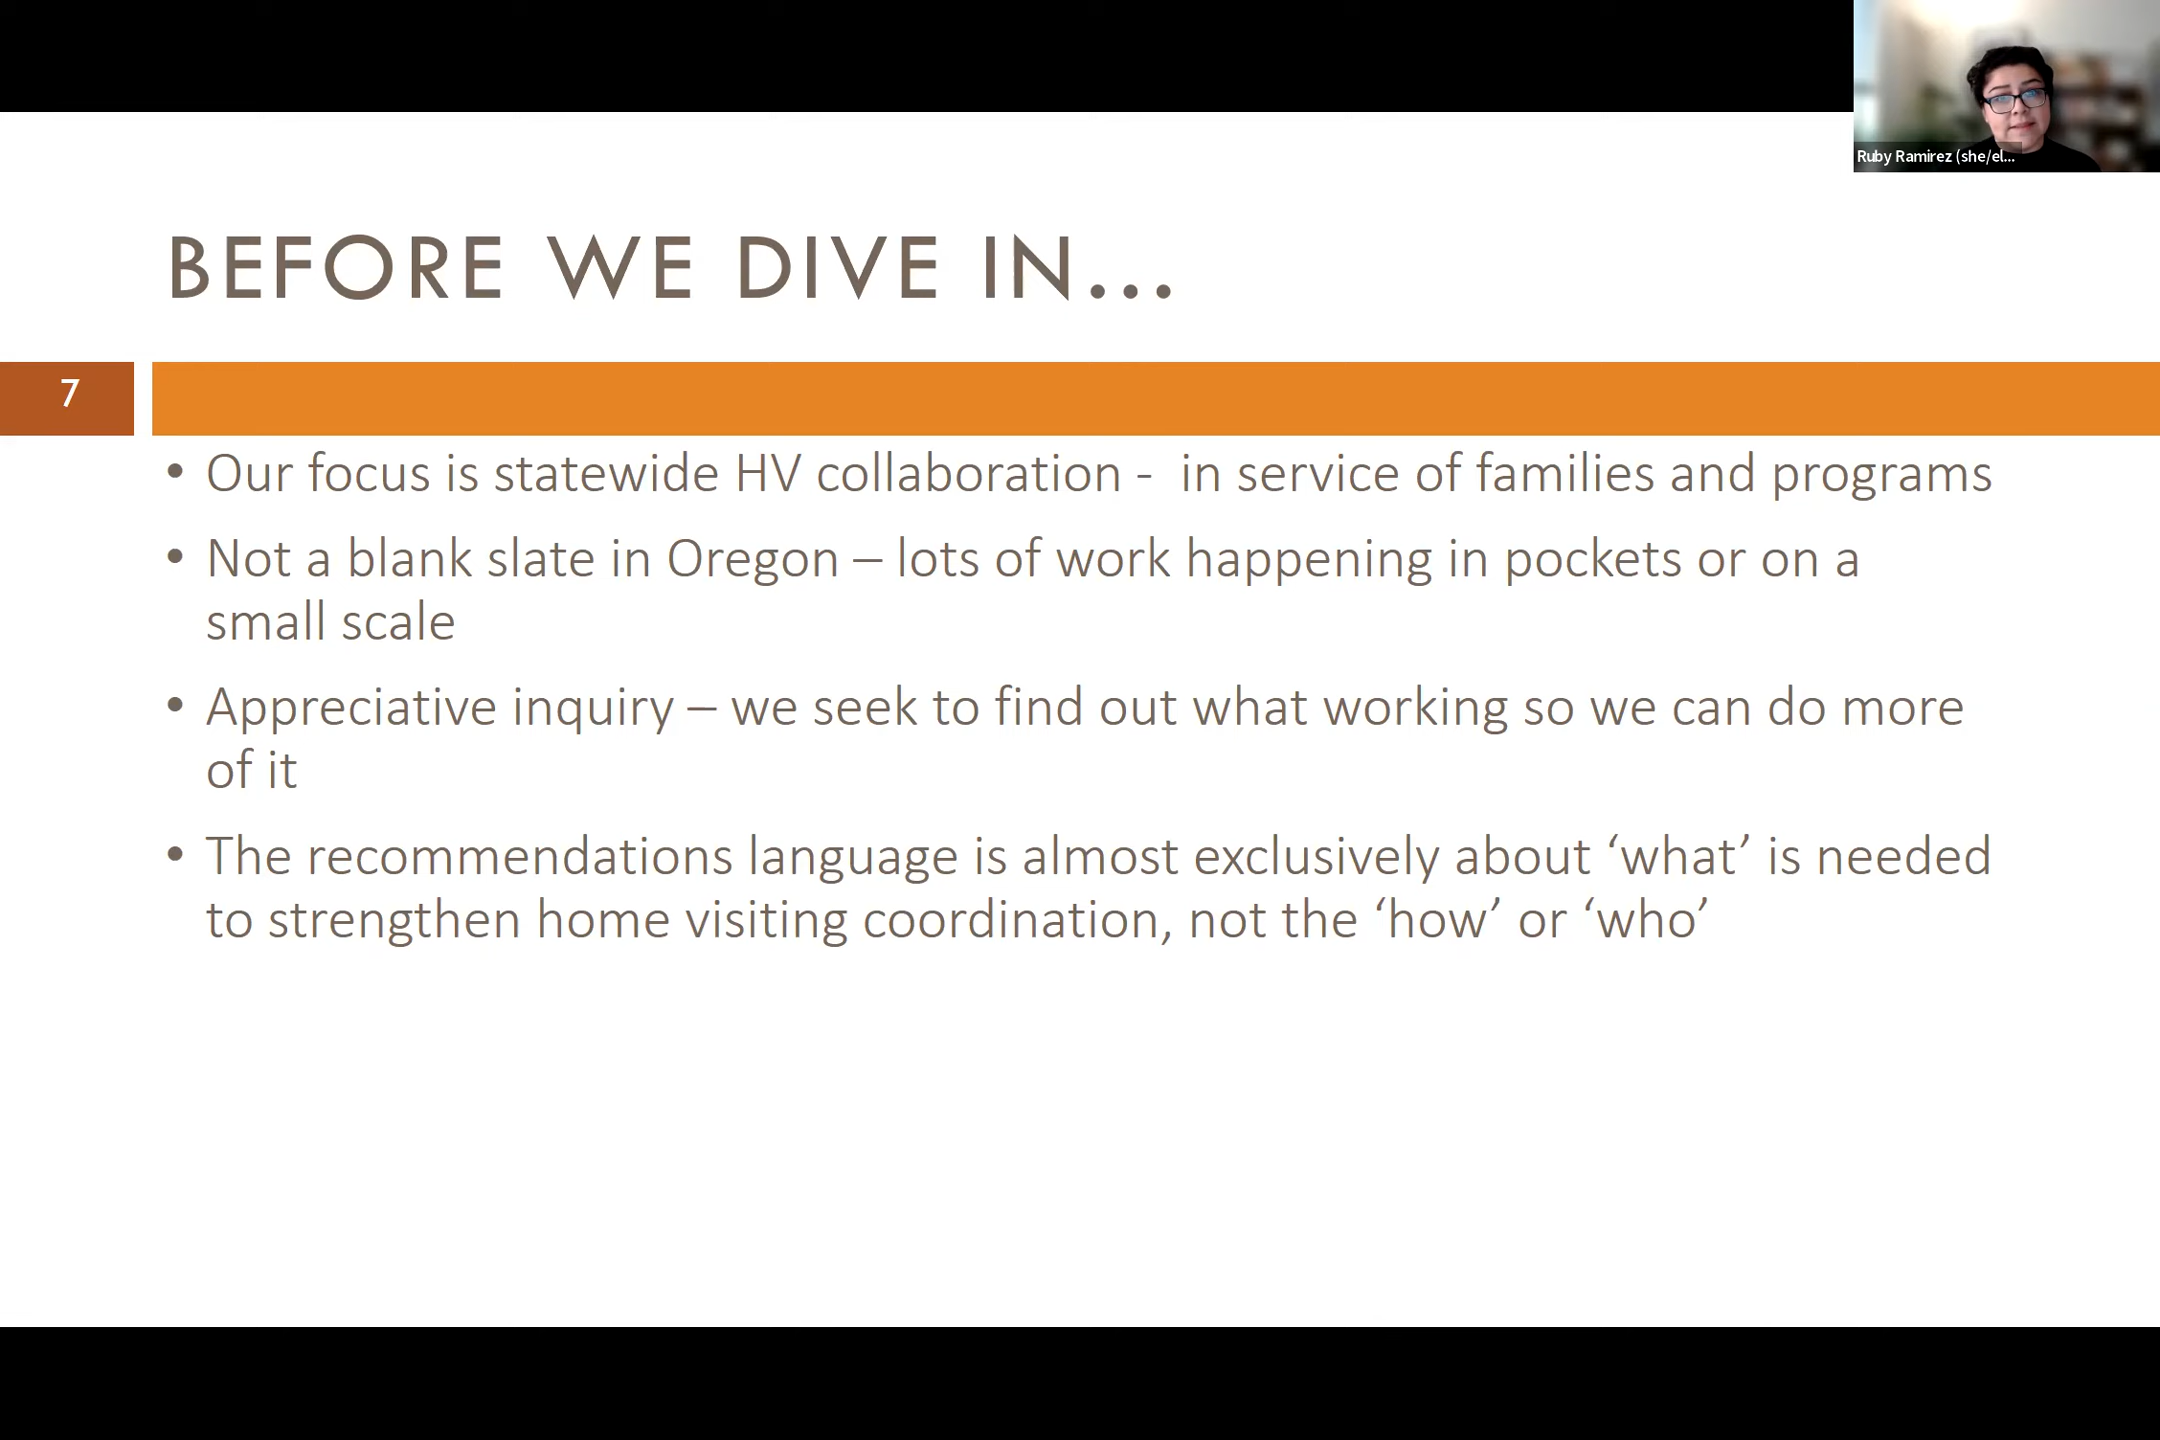 Ruby Ramirez (she/el...
BEFORE WE DIVE IN...
7
• Our focus is statewide HV collaboration -  in service of families and programs
• Not a blank slate in Oregon – lots of work happening in pockets or on a
small scale
• Appreciative inquiry – we seek to find out what working so we can do more
of it
• The recommendations language is almost exclusively about ‘what’ is needed
to strengthen home visiting coordination, not the ‘how’ or ‘who’